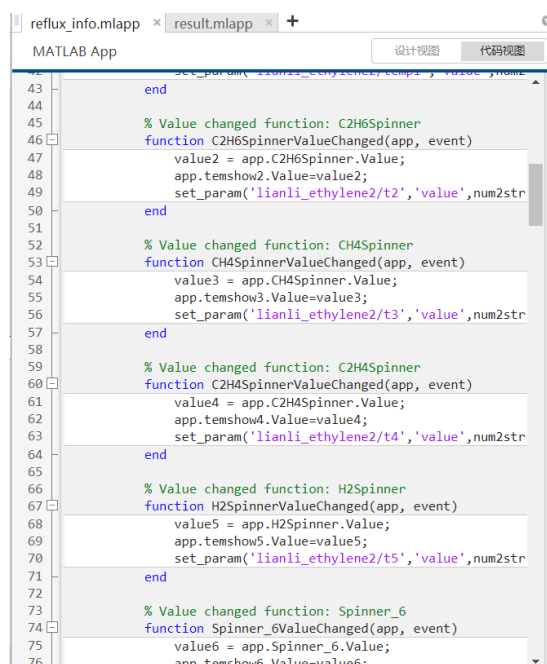 reflux_info.mlapp × result.mlapp × +
MATLAB App 设计视图 代码视图
43 end
44
45 % Value changed function: C2H6Spinner
46 function C2H6SpinnerValueChanged(app, event)
47 value2 = app.C2H6Spinner.Value;
48 app.temshow2.Value=value2;
49 set_param('lianli_ethylene2/t2','value',num2str
50 end
51
52 % Value changed function: CH4Spinner
53 function CH4SpinnerValueChanged(app, event)
54 value3 = app.CH4Spinner.Value;
55 app.temshow3.Value=value3;
56 set_param('lianli_ethylene2/t3','value',num2str
57 end
58
59 % Value changed function: C2H4Spinner
60 function C2H4SpinnerValueChanged(app, event)
61 value4 = app.C2H4Spinner.Value;
62 app.temshow4.Value=value4;
63 set_param('lianli_ethylene2/t4','value',num2str
64 end
65
66 % Value changed function: H2Spinner
67 function H2SpinnerValueChanged(app, event)
68 value5 = app.H2Spinner.Value;
69 app.temshow5.Value=value5;
70 set_param('lianli_ethylene2/t5','value',num2str
71 end
72
73 % Value changed function: Spinner_6
74 function Spinner_6ValueChanged(app, event)
75 value6 = app.Spinner_6.Value;
76 app.temshow6.Value=value6;